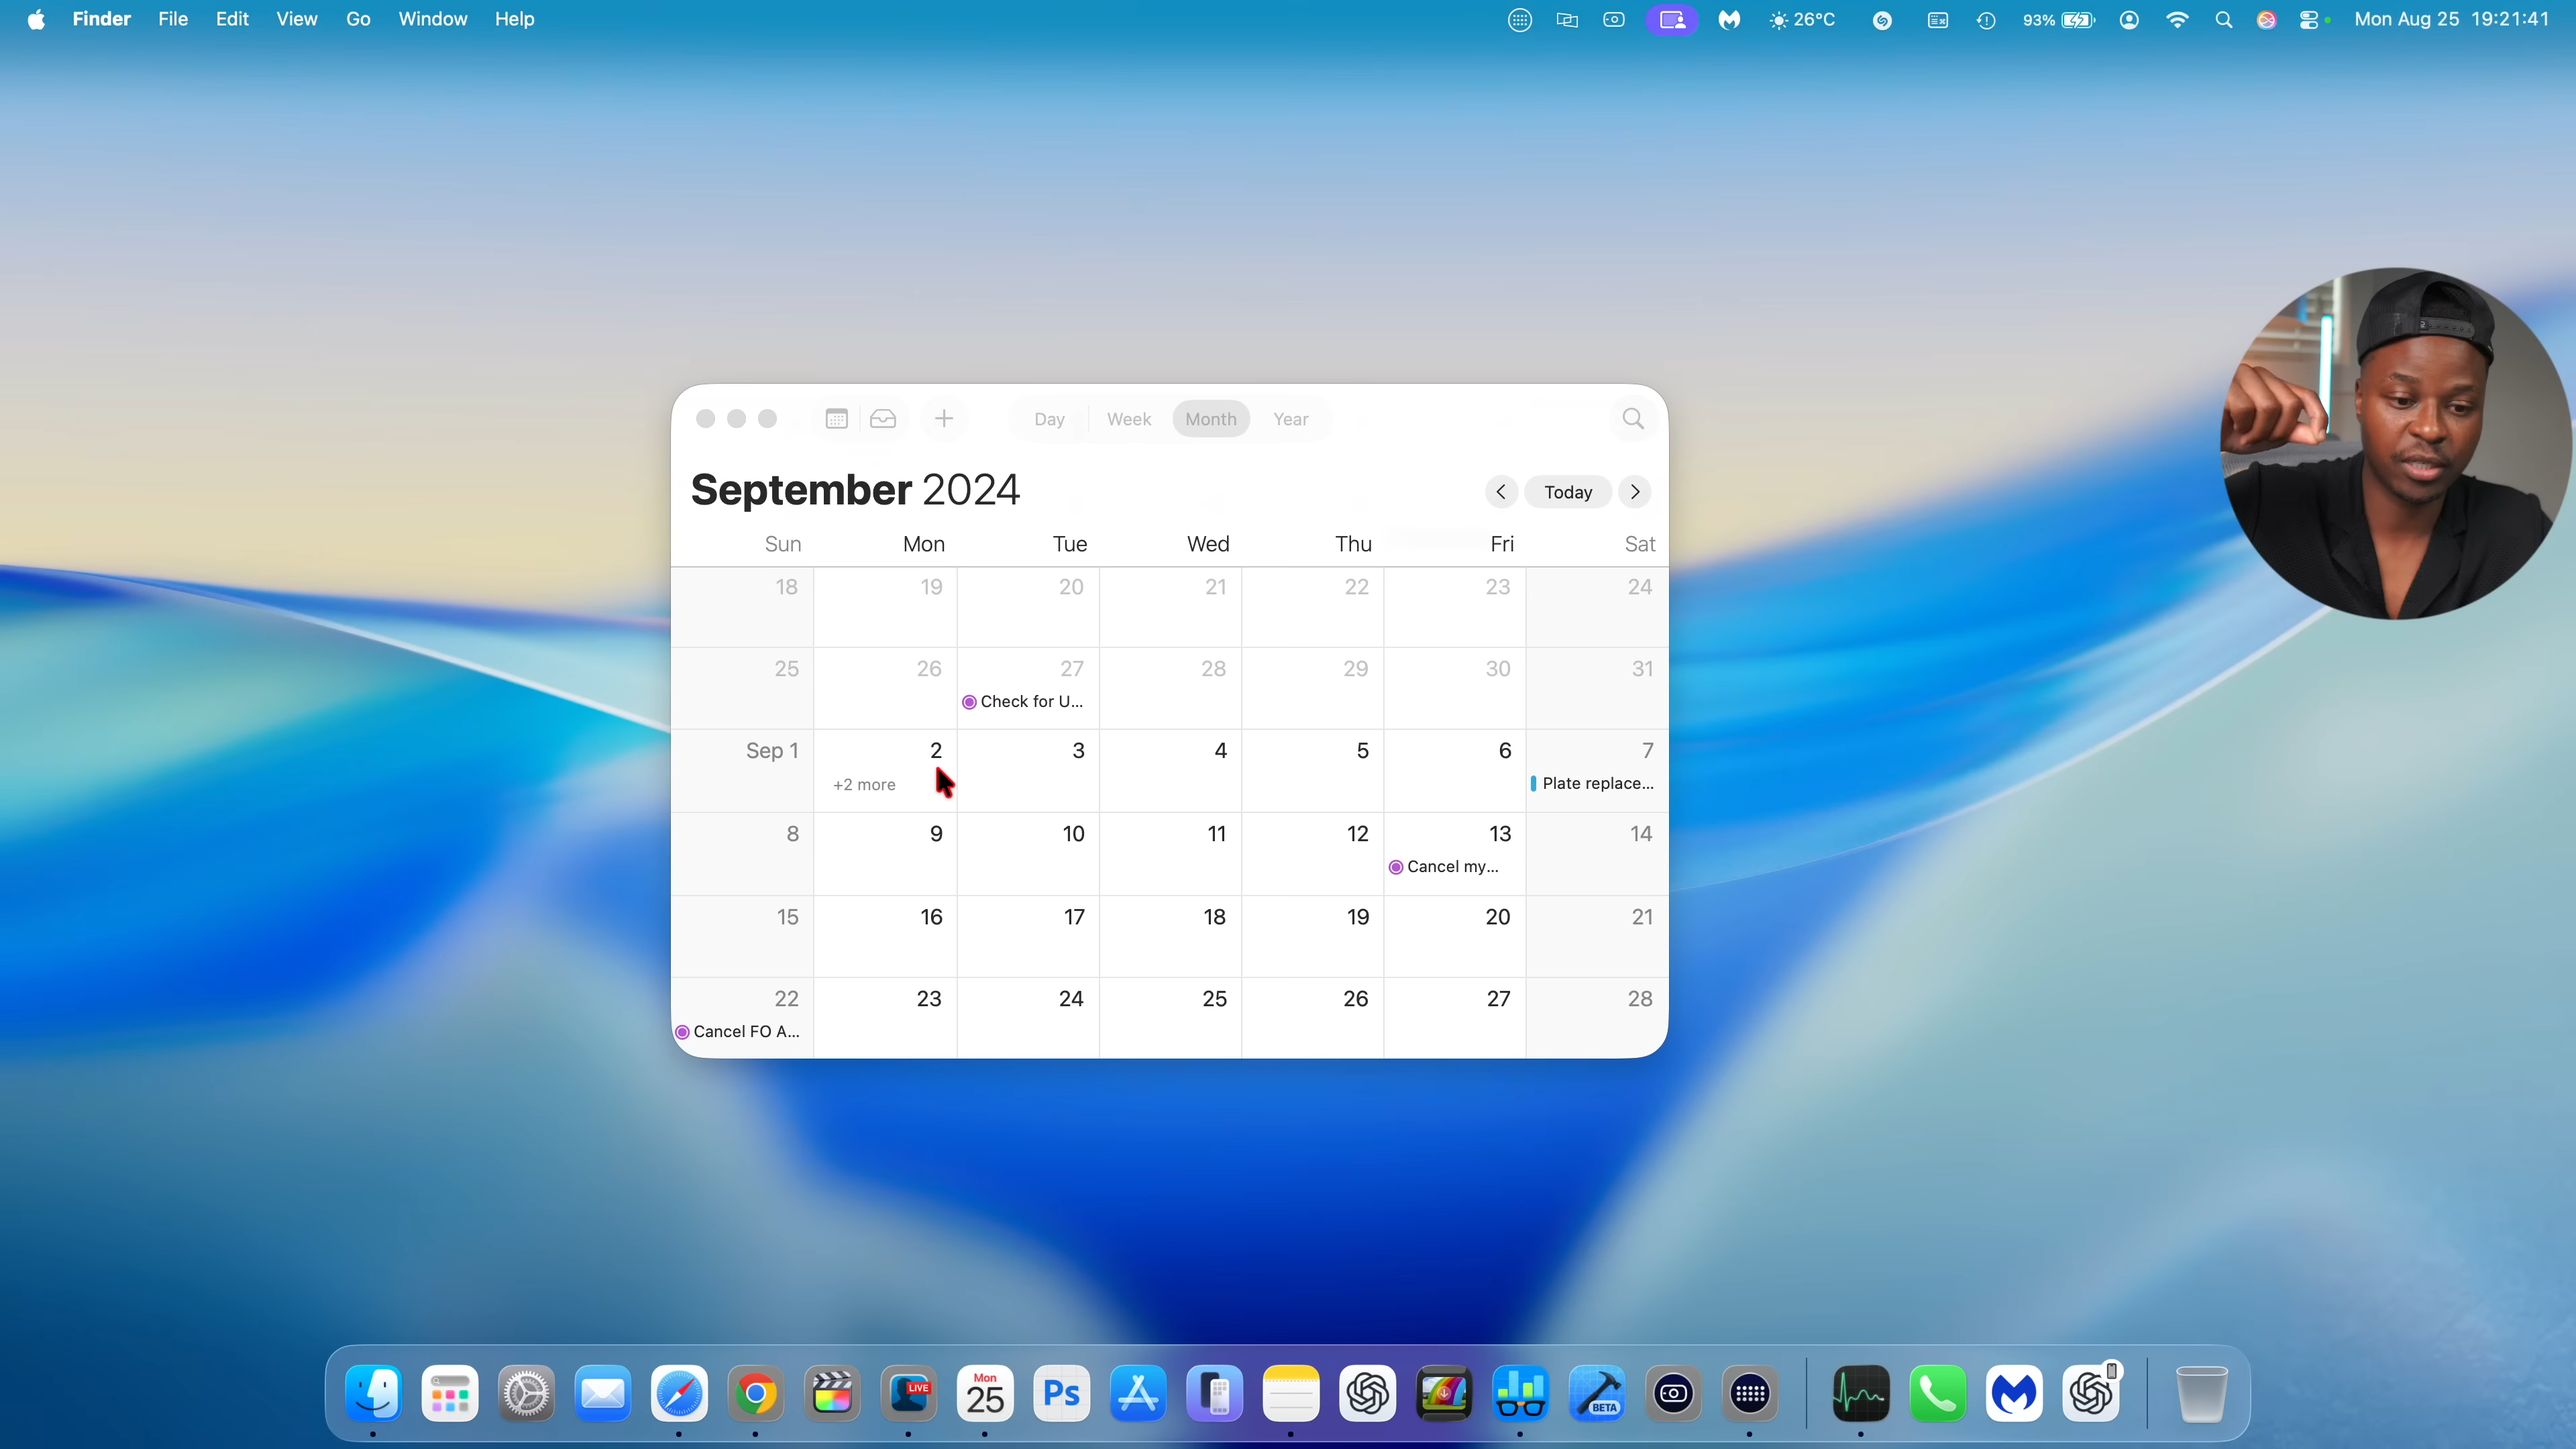 Finder File Edit View Go Window Help 26°C 93% Mon Aug 25 19:21:41
Day Week Month Year
September 2024
Today
Sun Mon Tue Wed Thu Fri Sat
18 19 20 21 22 23 24
25 26 27 28 29 30 31
Check for U...
Sep 1 2 3 4 5 6 7
+2 more Plate replace...
8 9 10 11 12 13 14
Cancel my...
15 16 17 18 19 20 21
22 23 24 25 26 27 28
Cancel FO A...
LIVE
Mon
25
Ps
BETA